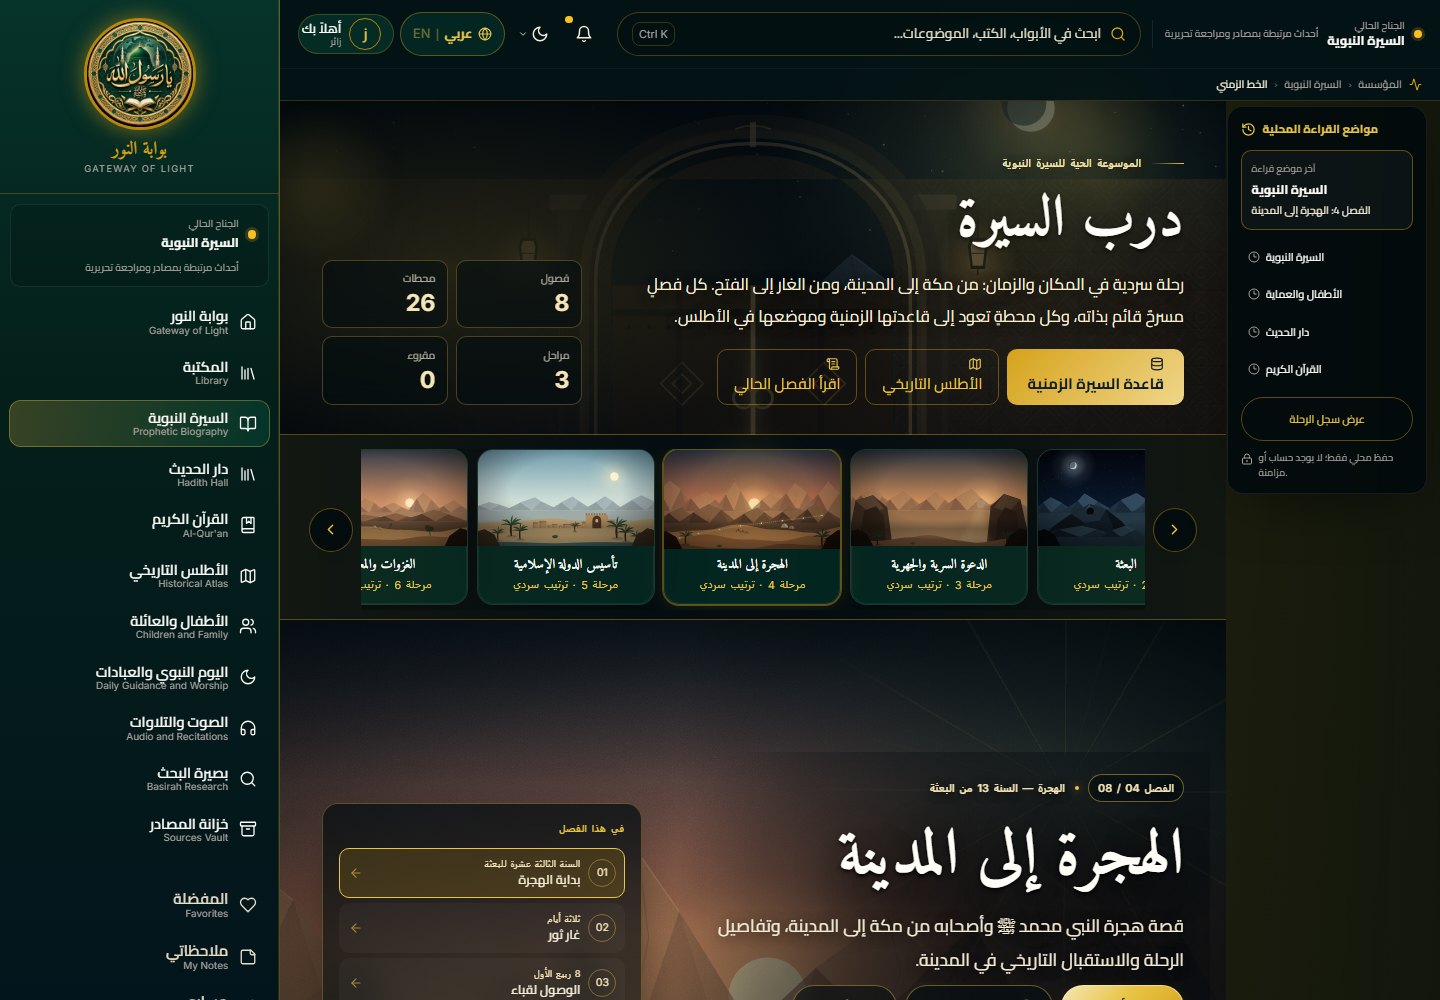 يا رسول الله
بوابة النور
GATEWAY OF LIGHT
الجناح الحالي
السيرة النبوية
أحداث مرتبطة بمصادر ومراجعة تحريرية
بوابة النور
Gateway of Light
المكتبة
Library
السيرة النبوية
Prophetic Biography
دار الحديث
Hadith Hall
القرآن الكريم
Al-Qur'an
الأطلس التاريخي
Historical Atlas
الأطفال والعائلة
Children and Family
اليوم النبوي والعبادات
Daily Guidance and Worship
الصوت والتلاوات
Audio and Recitations
بصيرة البحث
Basirah Research
خزانة المصادر
Sources Vault
المفضلة
Favorites
ملاحظاتي
My Notes
الجناح الحالي
السيرة النبوية
أحداث مرتبطة بمصادر ومراجعة تحريرية
ابحث في الأبواب، الكتب، الموضوعات...
Ctrl K
عربي | EN
ز
أهلاً بك
زائر
المؤسسة ‹ السيرة النبوية ‹ الخط الزمني
مواضع القراءة المحلية
آخر موضع قراءة
السيرة النبوية
الفصل 4: الهجرة إلى المدينة
السيرة النبوية
الأطفال والعماية
دار الحديث
القرآن الكريم
عرض سجل الرحلة
حفظ محلي فقط؛ لا يوجد حساب أو
مزامنة.
الموسوعة الحية للسيرة النبوية
درب السيرة
رحلة سردية في المكان والزمان: من مكة إلى المدينة، ومن الغار إلى الفتح. كل فصلٍ
مسرحٌ قائم بذاته، وكل محطةٍ تعود إلى قاعدتها الزمنية وموضعها في الأطلس.
قاعدة السيرة الزمنية
الأطلس التاريخي
اقرأ الفصل الحالي
فصول
8
محطات
26
مراحل
3
مقروء
0
البعثة
2 · ترتيب سردي
الدعوة السرية والجهرية
مرحلة 3 · ترتيب سردي
الهجرة إلى المدينة
مرحلة 4 · ترتيب سردي
تأسيس الدولة الإسلامية
مرحلة 5 · ترتيب سردي
الغزوات والمع
مرحلة 6 · ترتيب سردي
الفصل 04 / 08 • الهجرة — السنة 13 من البعثة
الهجرة إلى المدينة
قصة هجرة النبي محمد ﷺ وأصحابه من مكة إلى المدينة، وتفاصيل
الرحلة والاستقبال التاريخي في المدينة.
في هذا الفصل
01
السنة الثالثة عشرة للبعثة
بداية الهجرة
02
ثلاثة أيام
غار ثور
03
8 ربيع الأول
الوصول لقباء